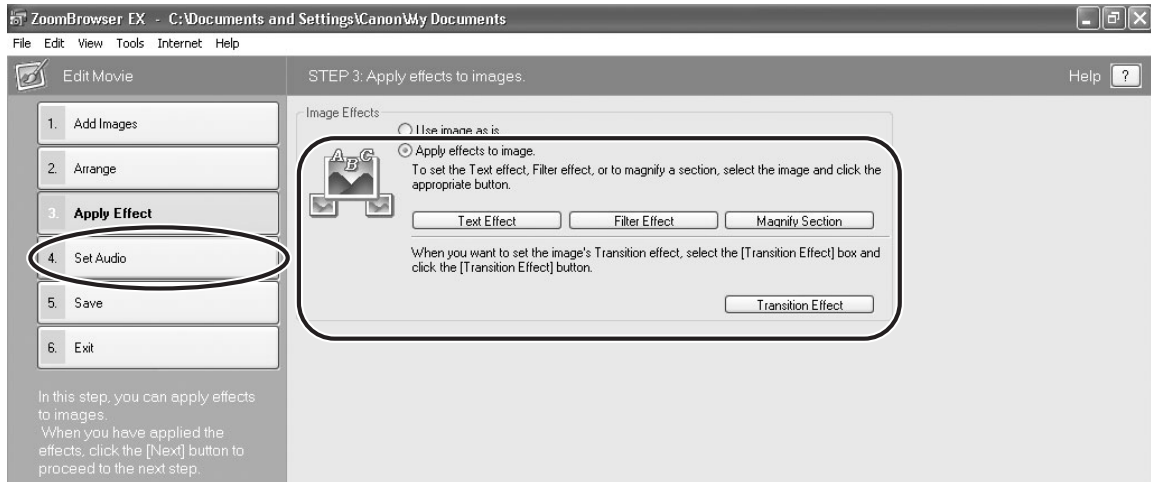 ZoomBrowser EX - C:\Documents and Settings\Canon\My Documents
File Edit View Tools Internet Help
Edit Movie
STEP 3: Apply effects to images.
Help ?
1. Add Images
2. Arrange
3. Apply Effect
4. Set Audio
5. Save
6. Exit
In this step, you can apply effects
to images.
When you have applied the
effects, click the [Next] button to
proceed to the next step.
Image Effects
Use image as is
ABC
Apply effects to image.
To set the Text effect, Filter effect, or to magnify a section, select the image and click the
appropriate button.
Text Effect Filter Effect Magnify Section
When you want to set the image's Transition effect, select the [Transition Effect] box and
click the [Transition Effect] button.
Transition Effect